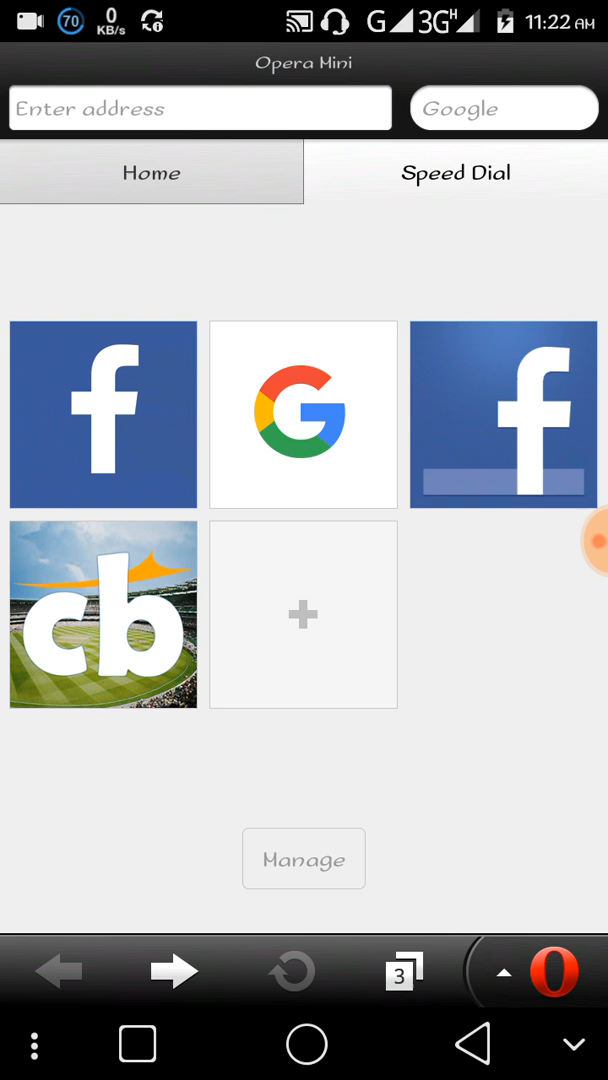 70
0
KB/s
G
3G
H
11:22 AM
Opera Mini
Enter address
Google
Home
Speed Dial
f
G
f
cb
Manage
3